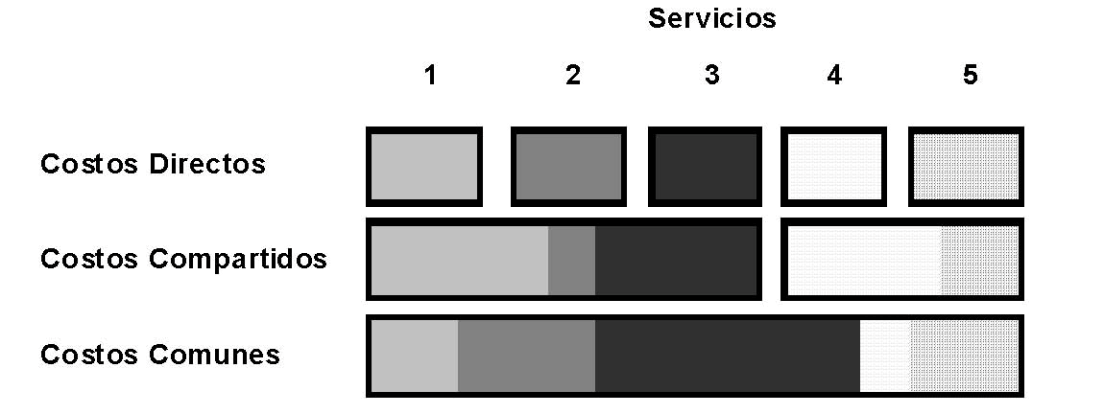 Servicios
1 2 3 4 5
Costos Directos
Costos Compartidos
Costos Comunes